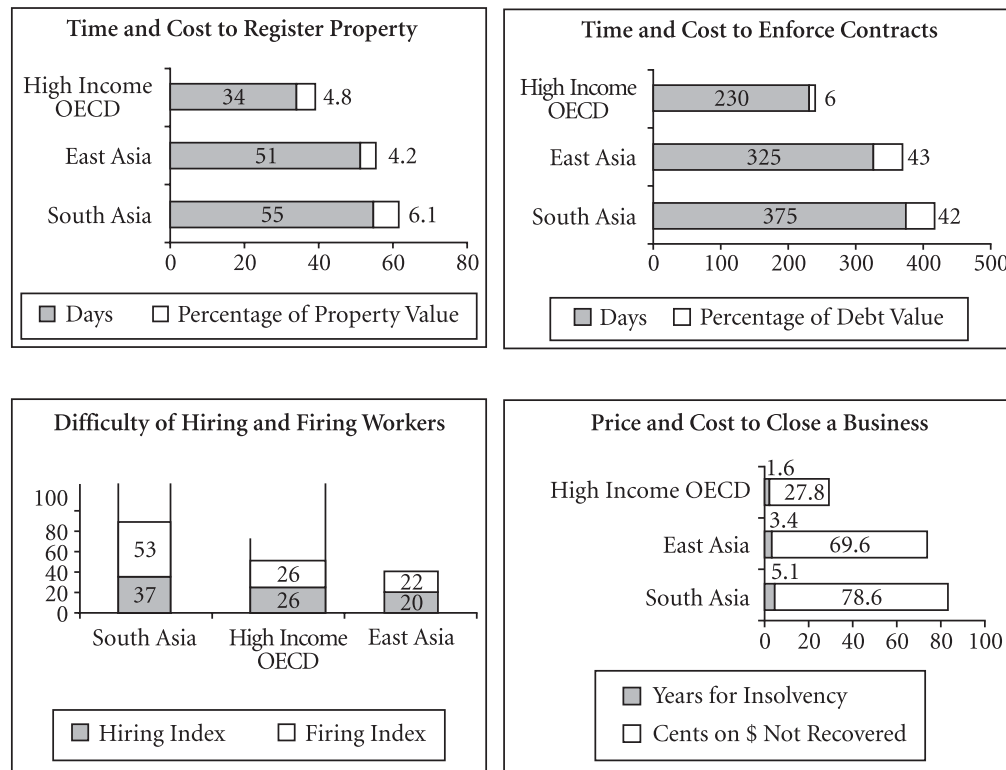 Time and Cost to Register Property
High Income
OECD
34
4.8
East Asia
51
4.2
South Asia
55
6.1
0 20 40 60 80
Days Percentage of Property Value
Time and Cost to Enforce Contracts
High Income
OECD
230
6
East Asia
325
43
South Asia
375
42
0 100 200 300 400 500
Days Percentage of Debt Value
Difficulty of Hiring and Firing Workers
100
80
60
40
20
0
53
37
26
26
22
20
South Asia
High Income
OECD
East Asia
Hiring Index Firing Index
Price and Cost to Close a Business
1.6
High Income OECD
27.8
3.4
East Asia
69.6
5.1
South Asia
78.6
0 20 40 60 80 100
Years for Insolvency
Cents on $ Not Recovered